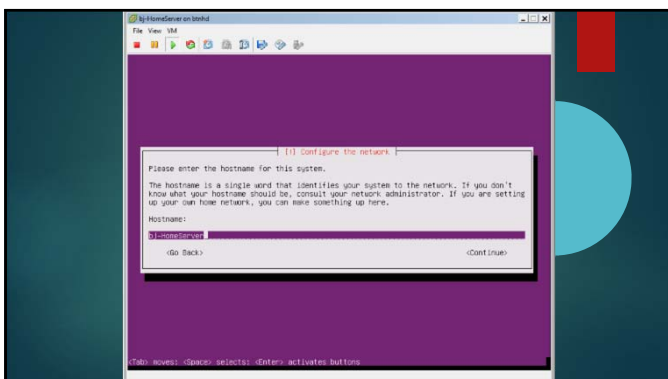 bj-HomeServer on btnhd
File View VM
[!] Configure the network
Please enter the hostname for this system.
The hostname is a single word that identifies your system to the network. If you don't
know what your hostname should be, consult your network administrator. If you are setting
up your own home network, you can make something up here.
Hostname:
bj-HomeServer
<Go Back> <Continue>
<Tab> moves; <Space> selects; <Enter> activates buttons